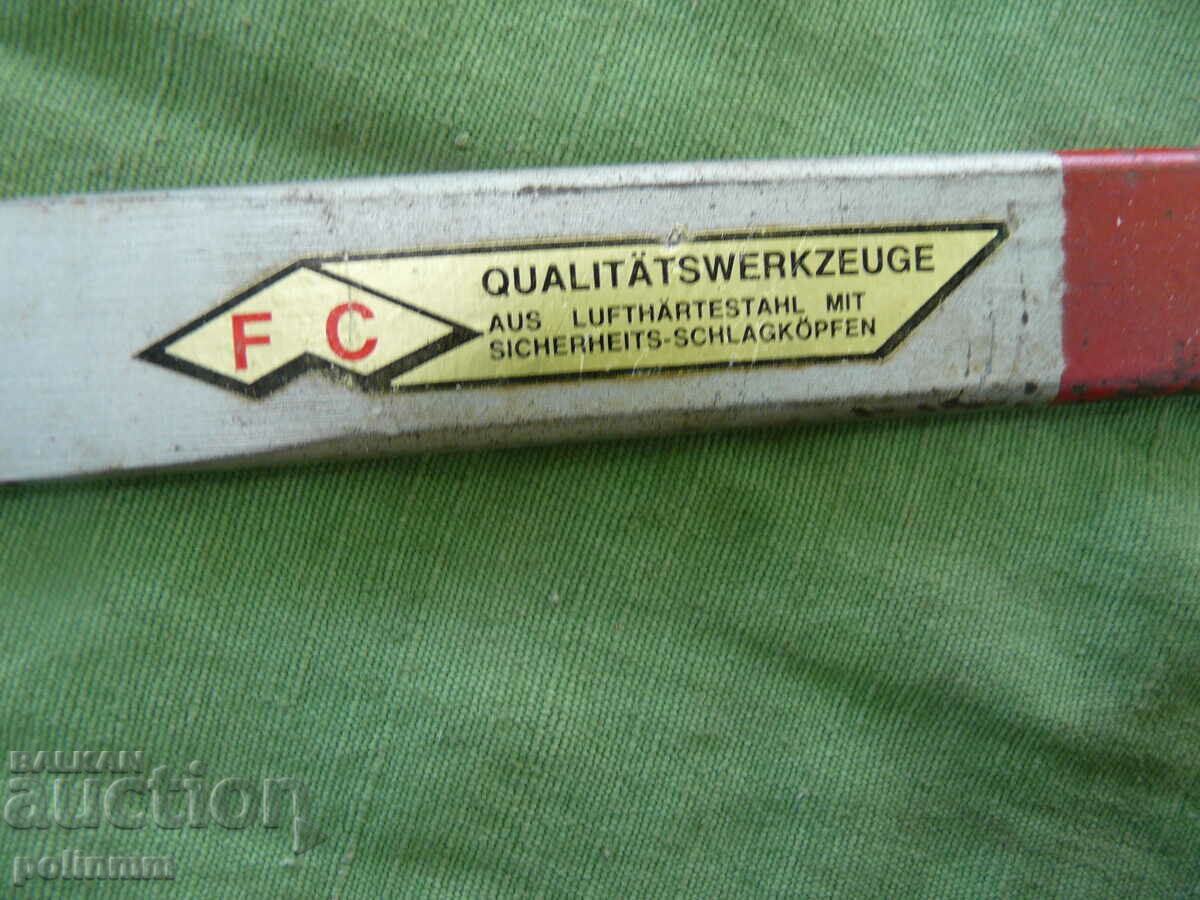 F C
QUALITÄTSWERKZEUGE
AUS LUFTHÄRTESTAHL MIT
SICHERHEITS-SCHLAGKÖPFEN
BALKAN
auction
polinmm